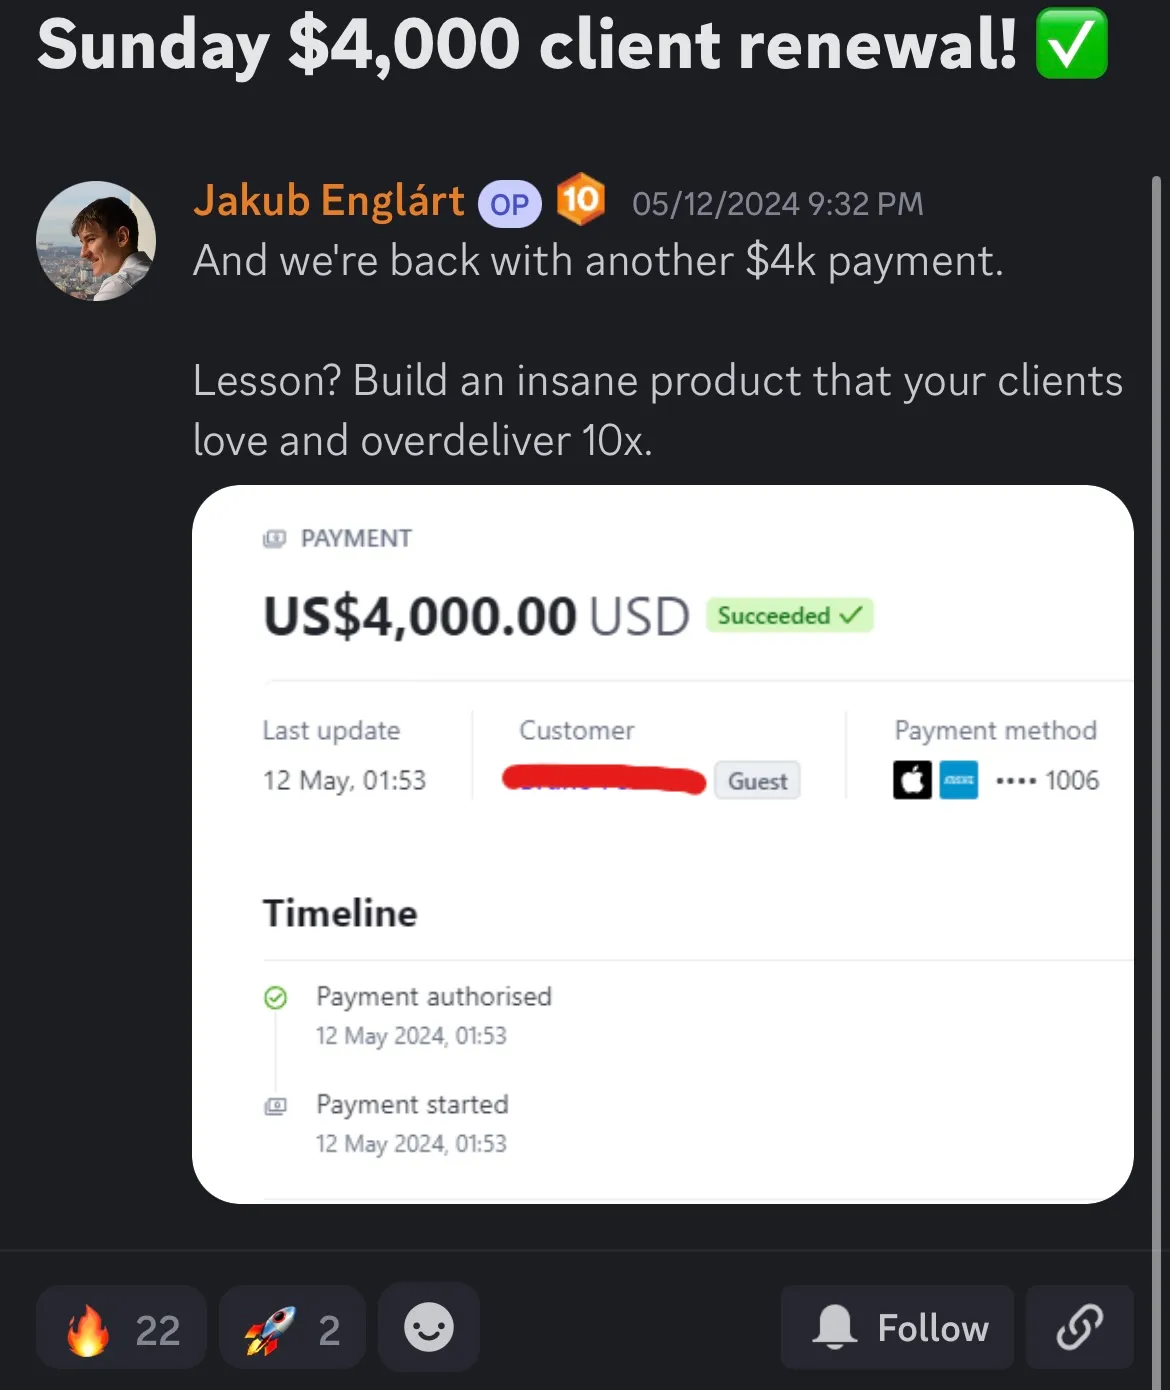 Sunday $4,000 client renewal! ✅
Jakub Englárt OP 10 05/12/2024 9:32 PM
And we're back with another $4k payment.
Lesson? Build an insane product that your clients
love and overdeliver 10x.
PAYMENT
US$4,000.00 USD Succeeded ✓
Last update Customer Payment method
12 May, 01:53 Guest •••• 1006
Timeline
Payment authorised
12 May 2024, 01:53
Payment started
12 May 2024, 01:53
🔥 22 🚀 2 Follow